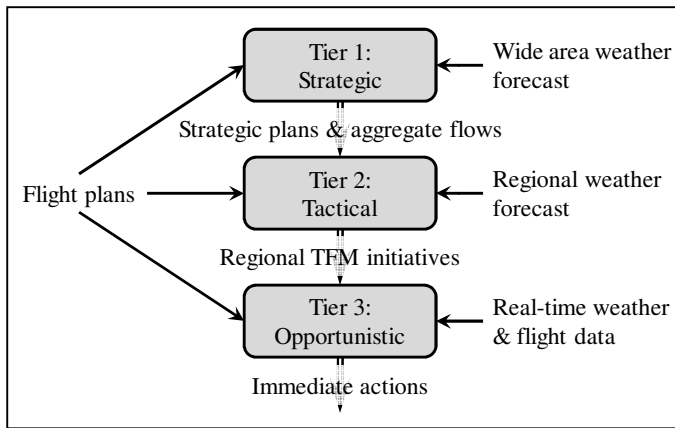 Tier 1:
Strategic
Wide area weather
forecast
Strategic plans & aggregate flows
Flight plans
Tier 2:
Tactical
Regional weather
forecast
Regional TFM initiatives
Tier 3:
Opportunistic
Real-time weather
& flight data
Immediate actions